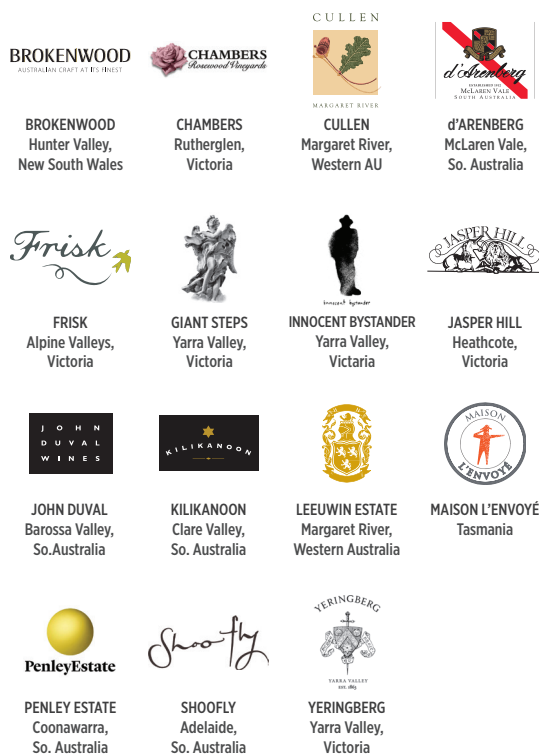 BROKENWOOD
AUSTRALIAN CRAFT AT ITS FINEST
BROKENWOOD
Hunter Valley,
New South Wales
CHAMBERS
Rosewood Vineyards
CHAMBERS
Rutherglen,
Victoria
CULLEN
MARGARET RIVER
CULLEN
Margaret River,
Western AU
d'Arenberg
ESTABLISHED 1912
McLAREN VALE
SOUTH AUSTRALIA
d'ARENBERG
McLaren Vale,
So. Australia
Frisk
FRISK
Alpine Valleys,
Victoria
GIANT STEPS
Yarra Valley,
Victoria
innocent bystander
INNOCENT BYSTANDER
Yarra Valley,
Victaria
JASPER HILL
JASPER HILL
Heathcote,
Victoria
JOHN
DUVAL
WINES
JOHN DUVAL
Barossa Valley,
So.Australia
KILIKANOON
KILIKANOON
Clare Valley,
So. Australia
LEEUWIN ESTATE
Margaret River,
Western Australia
MAISON
L'ENVOYÉ
MAISON L'ENVOYÉ
Tasmania
PenleyEstate
PENLEY ESTATE
Coonawarra,
So. Australia
Shoofly
SHOOFLY
Adelaide,
So. Australia
YERINGBERG
YARRA VALLEY
EST. 1863
YERINGBERG
Yarra Valley,
Victoria